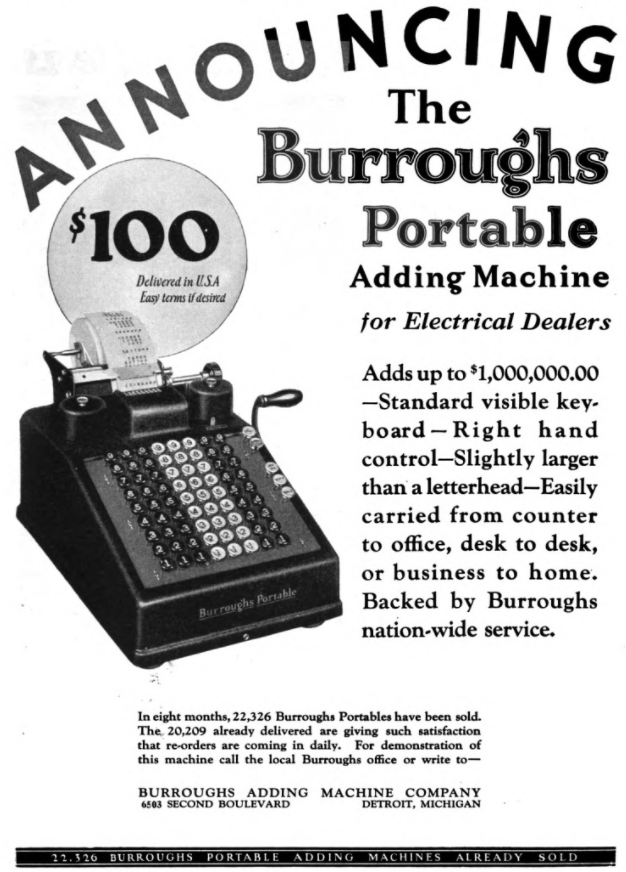 ANNOUNCING
The
Burroughs
Portable
Adding Machine
for Electrical Dealers
$100
Delivered in U.S.A
Easy terms if desired
Adds up to $1,000,000.00
—Standard visible key-
board—Right hand
control—Slightly larger
than a letterhead—Easily
carried from counter
to office, desk to desk,
or business to home.
Backed by Burroughs
nation-wide service.
Burroughs Portable
In eight months, 22,326 Burroughs Portables have been sold.
The 20,209 already delivered are giving such satisfaction
that re-orders are coming in daily. For demonstration of
this machine call the local Burroughs office or write to—
BURROUGHS ADDING MACHINE COMPANY
6503 SECOND BOULEVARD DETROIT, MICHIGAN
22,326 BURROUGHS PORTABLE ADDING MACHINES ALREADY SOLD